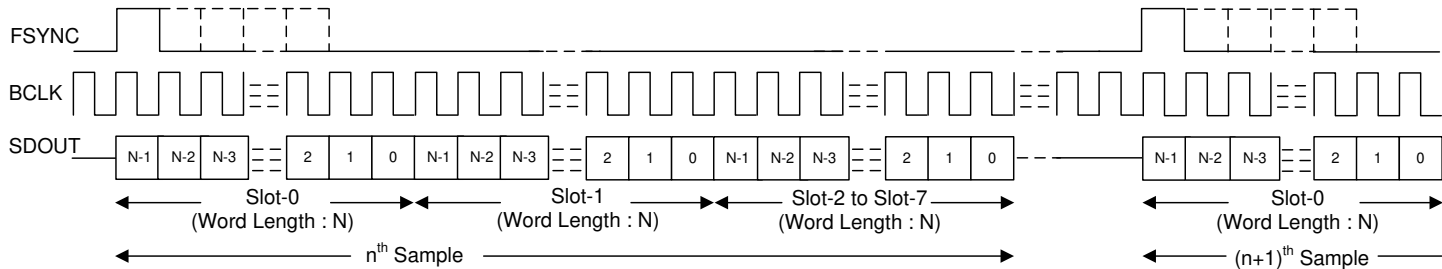 FSYNC
BCLK
SDOUT N-1 N-2 N-3 2 1 0 N-1 N-2 N-3 2 1 0 N-1 N-2 N-3 2 1 0 N-1 N-2 N-3 2 1 0
Slot-0 Slot-1 Slot-2 to Slot-7 Slot-0
(Word Length : N) (Word Length : N) (Word Length : N) (Word Length : N)
nth Sample (n+1)th Sample